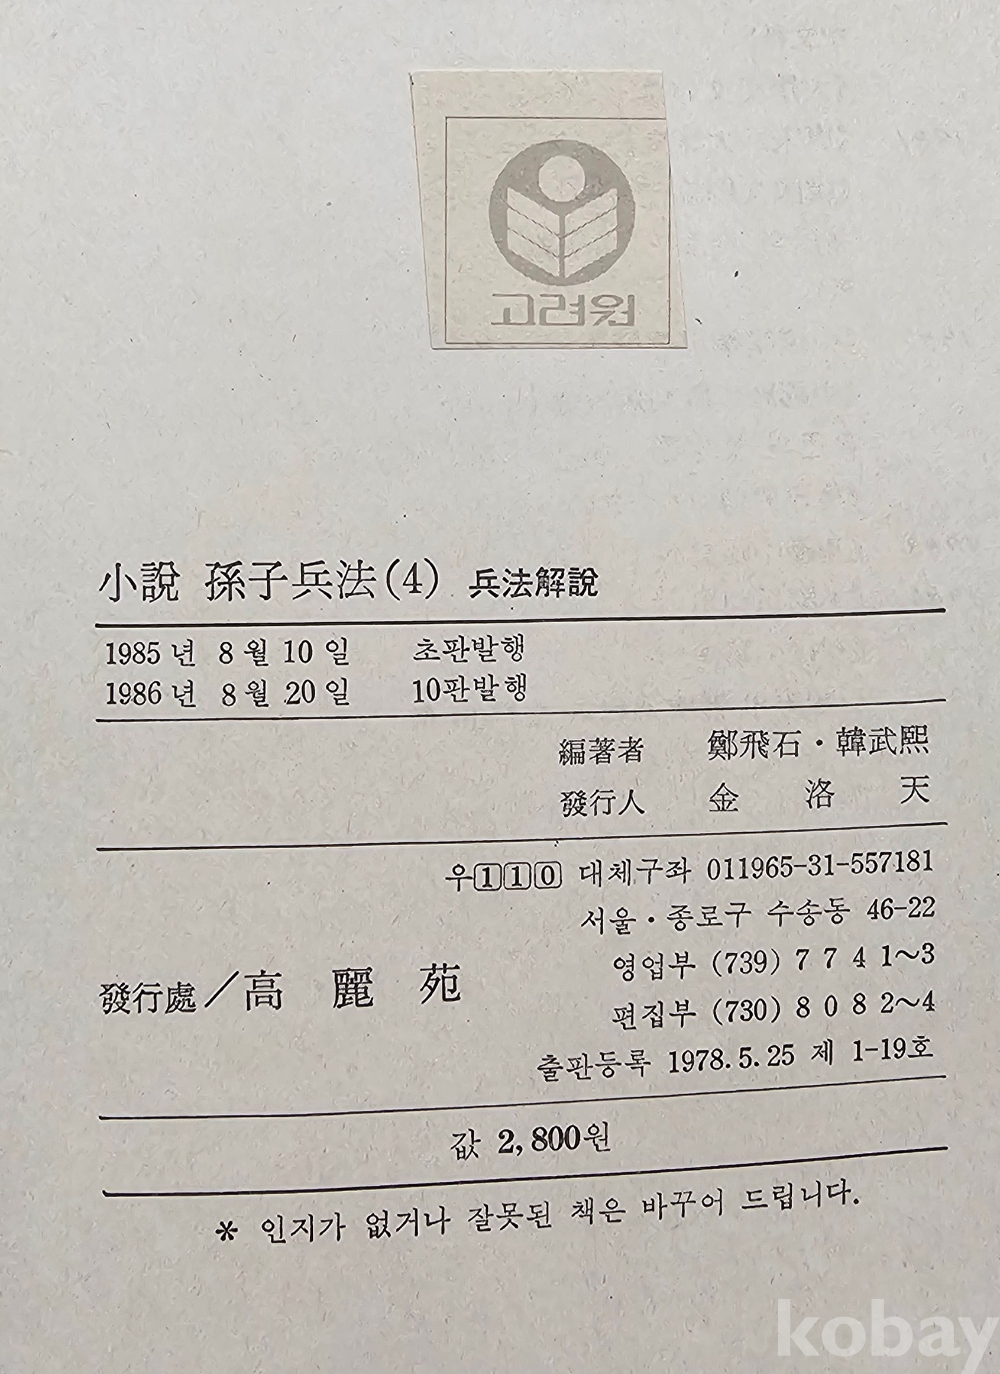 고려원
小說 孫子兵法(4) 兵法解說
1985년 8월 10일 초판발행
1986년 8월 20일 10판발행
編著者 鄭飛石・韓武熙
發行人 金洛天
우110 대체구좌 011965-31-557181
서울・종로구 수송동 46-22
영업부 (739) 7 7 4 1~3
發行處/高麗苑
편집부 (730) 8 0 8 2~4
출판등록 1978.5.25 제 1-19호
값 2,800원
* 인지가 없거나 잘못된 책은 바꾸어 드립니다.
kobay